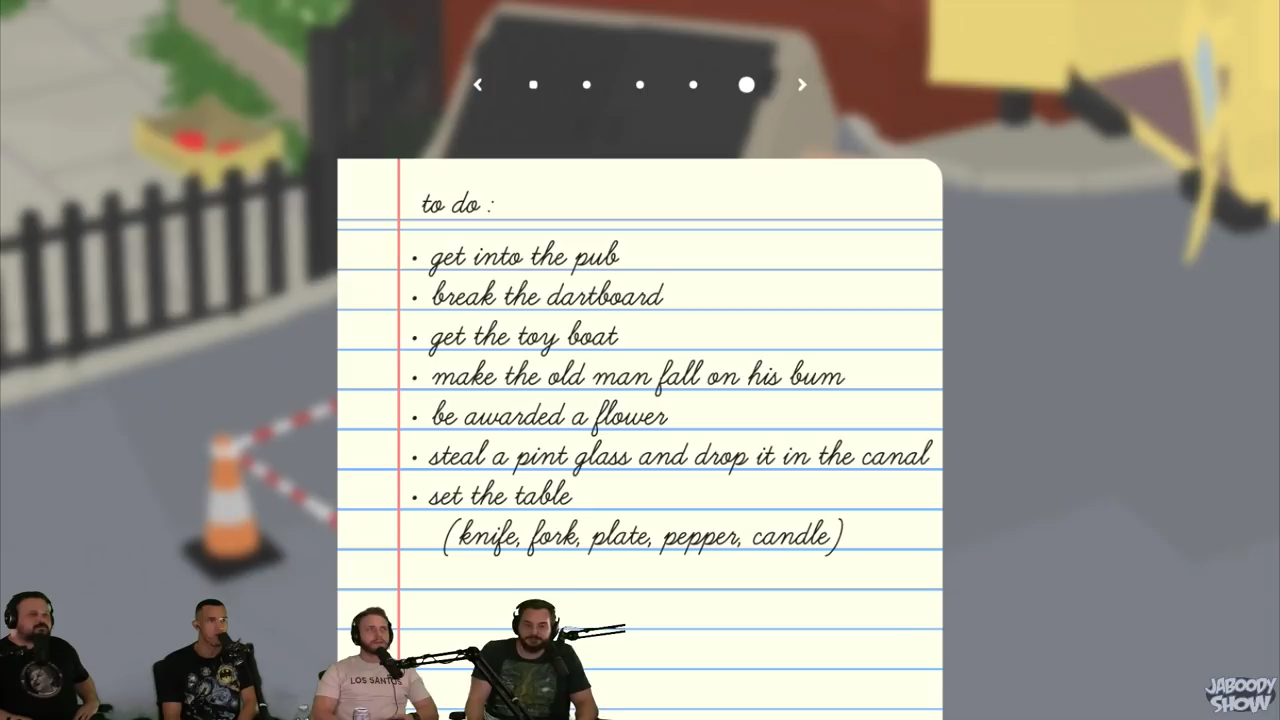 to do :
• get into the pub
• break the dartboard
• get the toy boat
• make the old man fall on his bum
• be awarded a flower
• steal a pint glass and drop it in the canal
• set the table
(knife, fork, plate, pepper, candle)
LOS SANTOS
JABOODY
SHOW